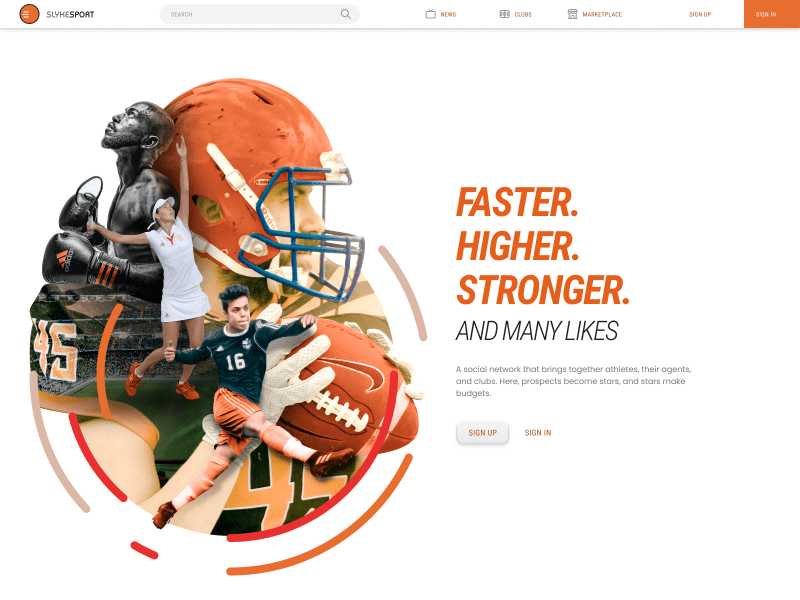 SLYKESPORT
SEARCH
NEWS
CLUBS
MARKETPLACE
SIGN UP
SIGN IN
FASTER.
HIGHER.
STRONGER.
AND MANY LIKES
A social network that brings together athletes, their agents,
and clubs. Here, prospects become stars, and stars make
budgets.
SIGN UP
SIGN IN
adidas
45
16
45